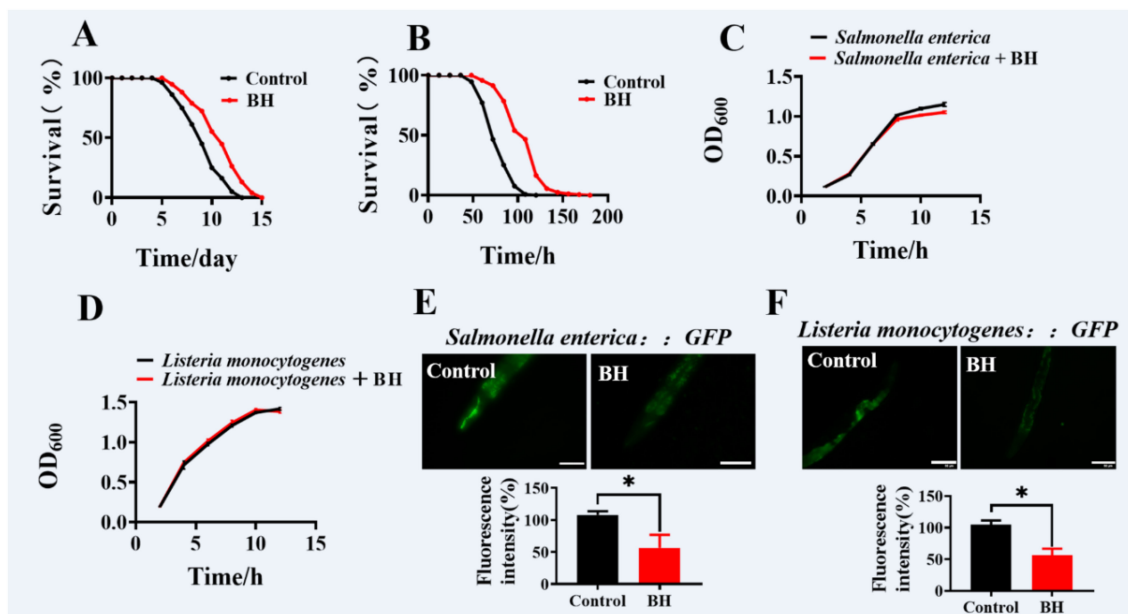 A
Survival( %)
100
50
0
0 5 10 15
Time/day
Control
BH
B
Survival( %)
100
50
0
0 50 100 150 200
Time/h
Control
BH
C
Salmonella enterica
Salmonella enterica + BH
OD600
1.5
1.0
0.5
0.0
0 5 10 15
Time/h
D
Listeria monocytogenes
Listeria monocytogenes + BH
OD600
1.5
1.0
0.5
0.0
0 5 10 15
Time/h
E
Salmonella enterica: : GFP
Control
BH
Fluorescence
intensity(%)
150
100
50
0
*
Control BH
F
Listeria monocytogenes: : GFP
Control
BH
Fluorescence
intensity(%)
150
100
50
0
*
Control BH